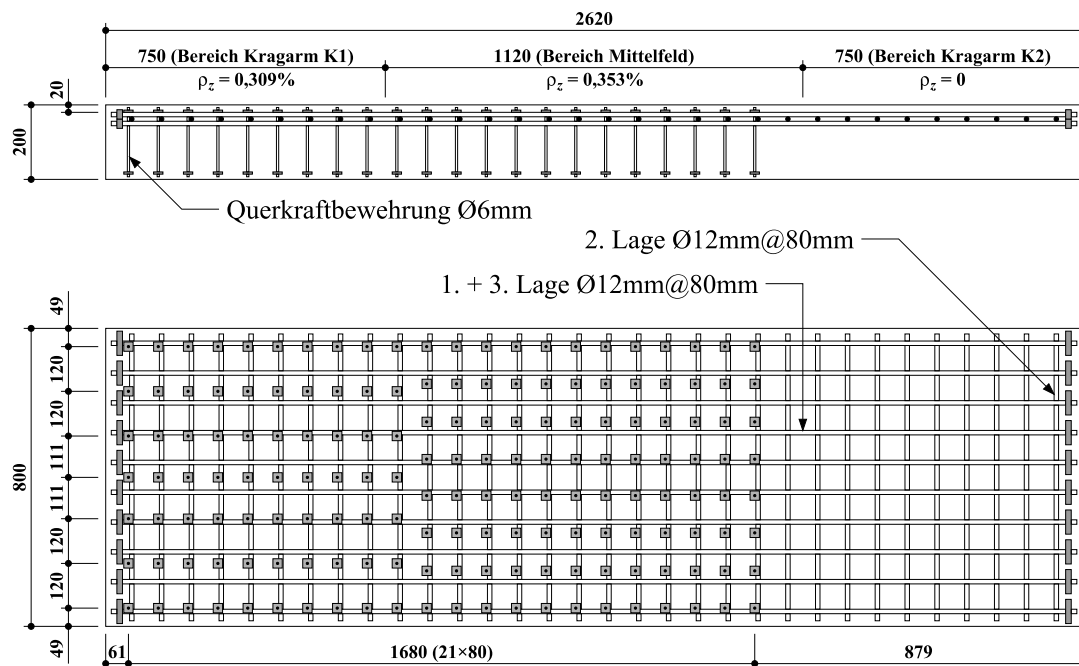 2620
750 (Bereich Kragarm K1)
1120 (Bereich Mittelfeld)
750 (Bereich Kragarm K2)
ρz = 0,309%
ρz = 0,353%
ρz = 0
20
200
Querkraftbewehrung Ø6mm
2. Lage Ø12mm@80mm
1. + 3. Lage Ø12mm@80mm
49
120
120
111
111
120
120
49
800
61
1680 (21×80)
879